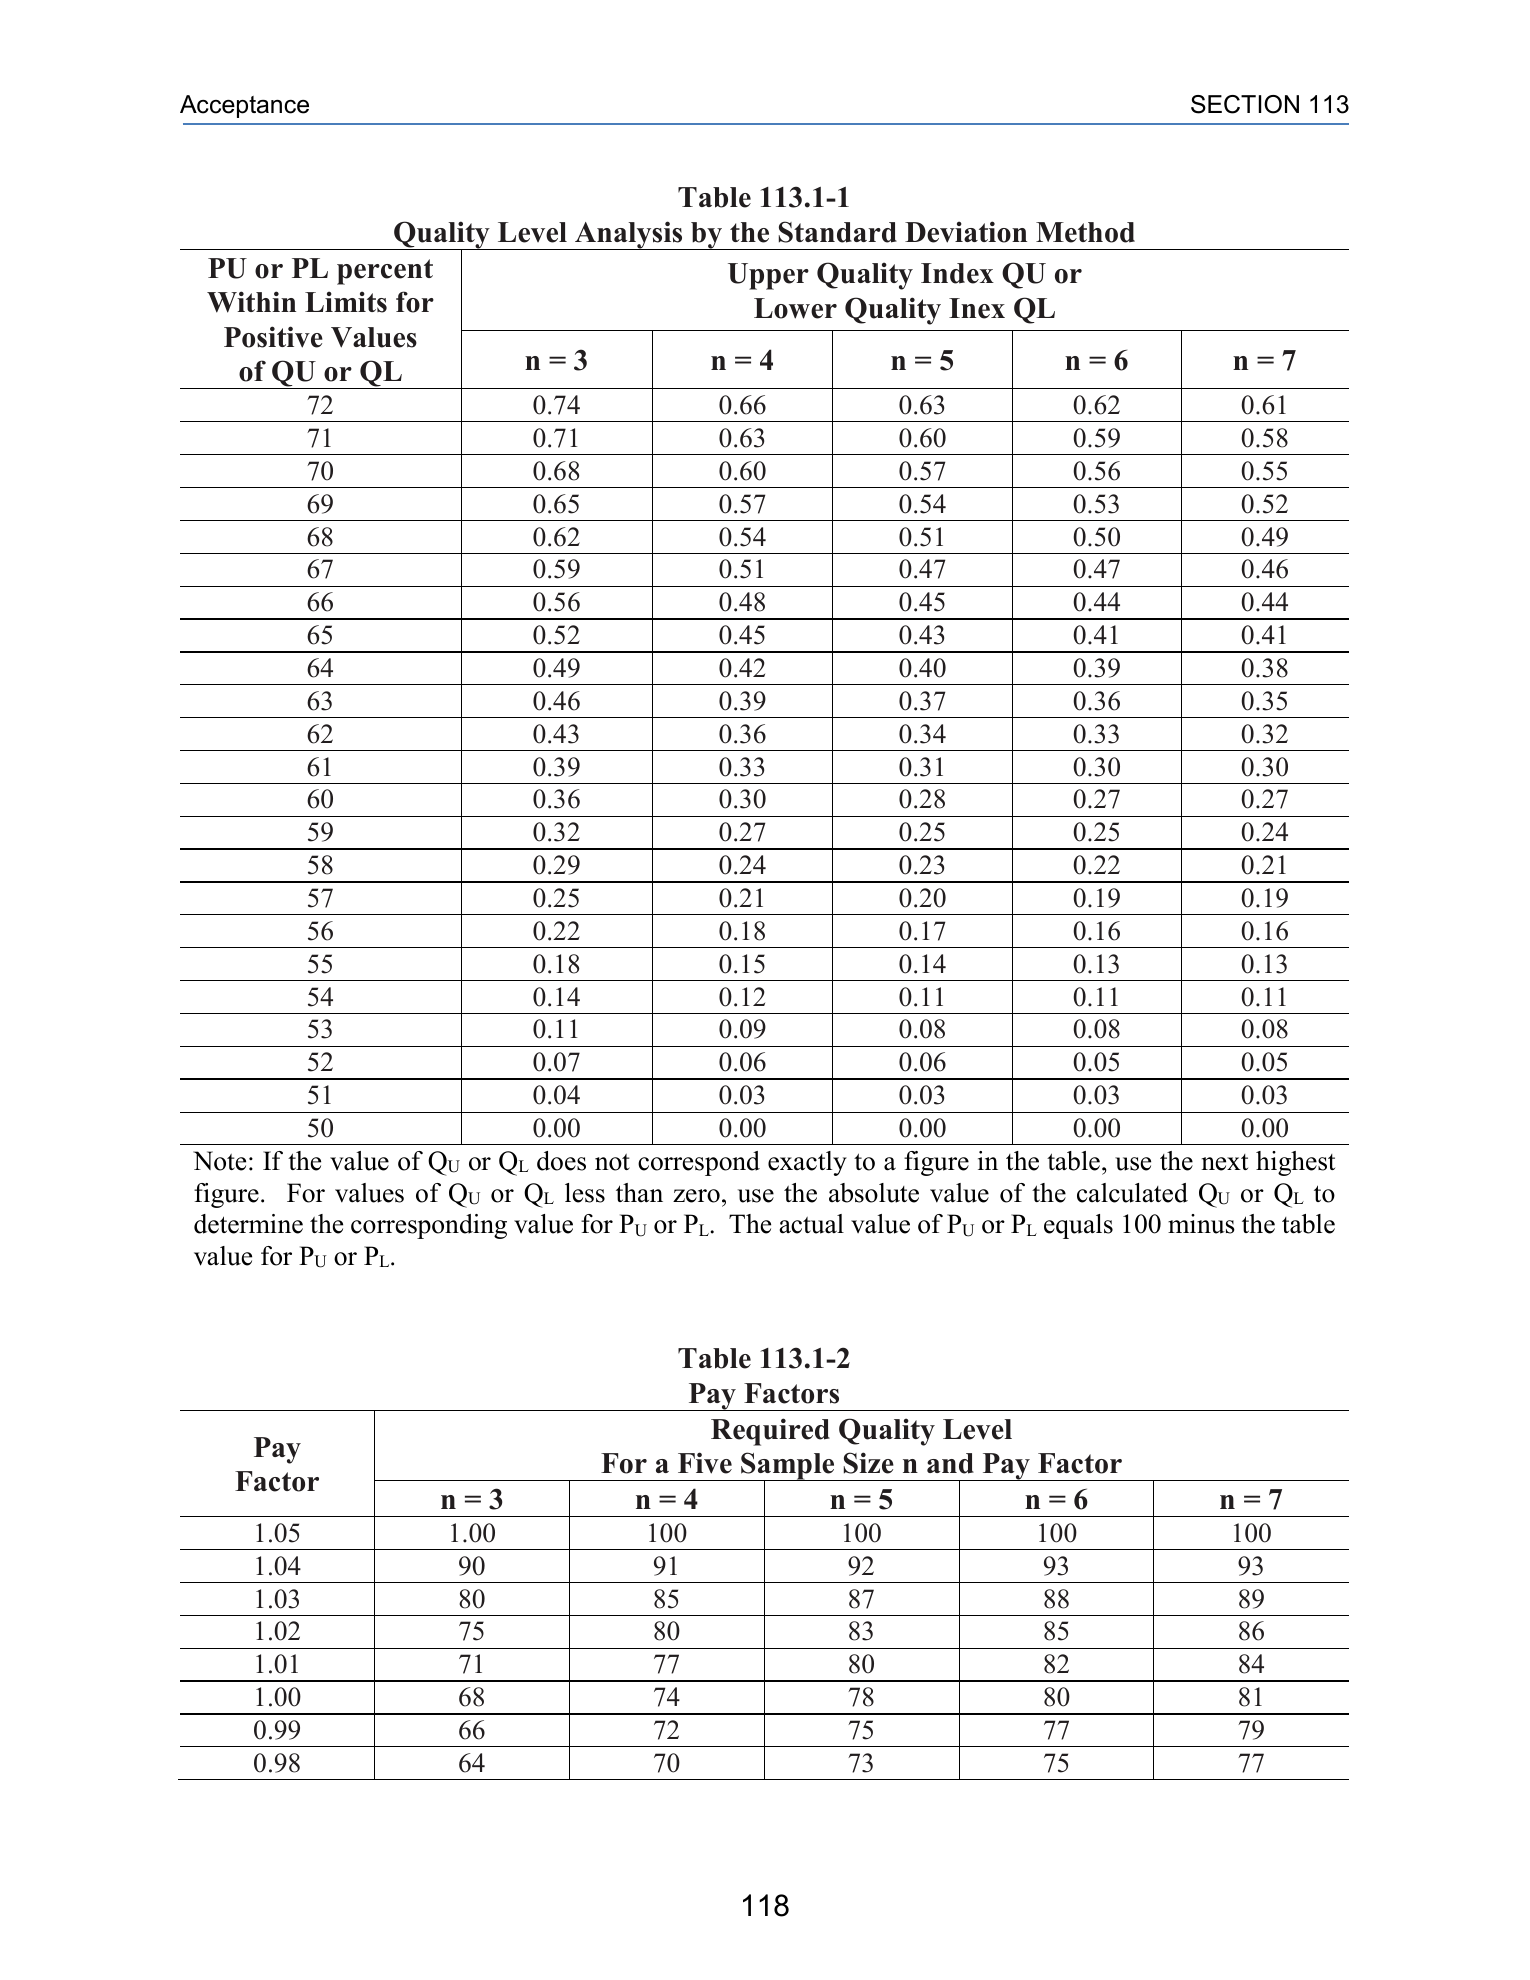 Acceptance SECTION 113
Table 113.1-1
Quality Level Analysis by the Standard Deviation Method
PU or PL percent
Within Limits for
Positive Values
of QU or QL
Upper Quality Index QU or
Lower Quality Inex QL
n = 3 n = 4 n = 5 n = 6 n = 7
72 0.74 0.66 0.63 0.62 0.61
71 0.71 0.63 0.60 0.59 0.58
70 0.68 0.60 0.57 0.56 0.55
69 0.65 0.57 0.54 0.53 0.52
68 0.62 0.54 0.51 0.50 0.49
67 0.59 0.51 0.47 0.47 0.46
66 0.56 0.48 0.45 0.44 0.44
65 0.52 0.45 0.43 0.41 0.41
64 0.49 0.42 0.40 0.39 0.38
63 0.46 0.39 0.37 0.36 0.35
62 0.43 0.36 0.34 0.33 0.32
61 0.39 0.33 0.31 0.30 0.30
60 0.36 0.30 0.28 0.27 0.27
59 0.32 0.27 0.25 0.25 0.24
58 0.29 0.24 0.23 0.22 0.21
57 0.25 0.21 0.20 0.19 0.19
56 0.22 0.18 0.17 0.16 0.16
55 0.18 0.15 0.14 0.13 0.13
54 0.14 0.12 0.11 0.11 0.11
53 0.11 0.09 0.08 0.08 0.08
52 0.07 0.06 0.06 0.05 0.05
51 0.04 0.03 0.03 0.03 0.03
50 0.00 0.00 0.00 0.00 0.00
Note: If the value of QU or QL does not correspond exactly to a figure in the table, use the next highest
figure. For values of QU or QL less than zero, use the absolute value of the calculated QU or QL to
determine the corresponding value for PU or PL. The actual value of PU or PL equals 100 minus the table
value for PU or PL.
Table 113.1-2
Pay Factors
Pay
Factor
Required Quality Level
For a Five Sample Size n and Pay Factor
n = 3 n = 4 n = 5 n = 6 n = 7
1.05 1.00 100 100 100 100
1.04 90 91 92 93 93
1.03 80 85 87 88 89
1.02 75 80 83 85 86
1.01 71 77 80 82 84
1.00 68 74 78 80 81
0.99 66 72 75 77 79
0.98 64 70 73 75 77
118